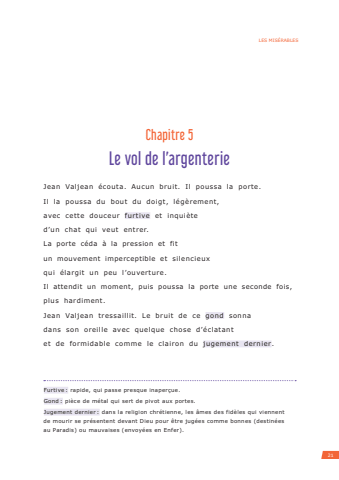 LES MISÉRABLES
Chapitre 5
Le vol de l'argenterie
Jean Valjean écouta. Aucun bruit. Il poussa la porte.
Il la poussa du bout du doigt, légèrement,
avec cette douceur furtive et inquiète
d'un chat qui veut entrer.
La porte céda à la pression et fit
un mouvement imperceptible et silencieux
qui élargit un peu l'ouverture.
Il attendit un moment, puis poussa la porte une seconde fois,
plus hardiment.
Jean Valjean tressaillit. Le bruit de ce gond sonna
dans son oreille avec quelque chose d'éclatant
et de formidable comme le clairon du jugement dernier.
Furtive : rapide, qui passe presque inaperçue.
Gond : pièce de métal qui sert de pivot aux portes.
Jugement dernier : dans la religion chrétienne, les âmes des fidèles qui viennent
de mourir se présentent devant Dieu pour être jugées comme bonnes (destinées
au Paradis) ou mauvaises (envoyées en Enfer).